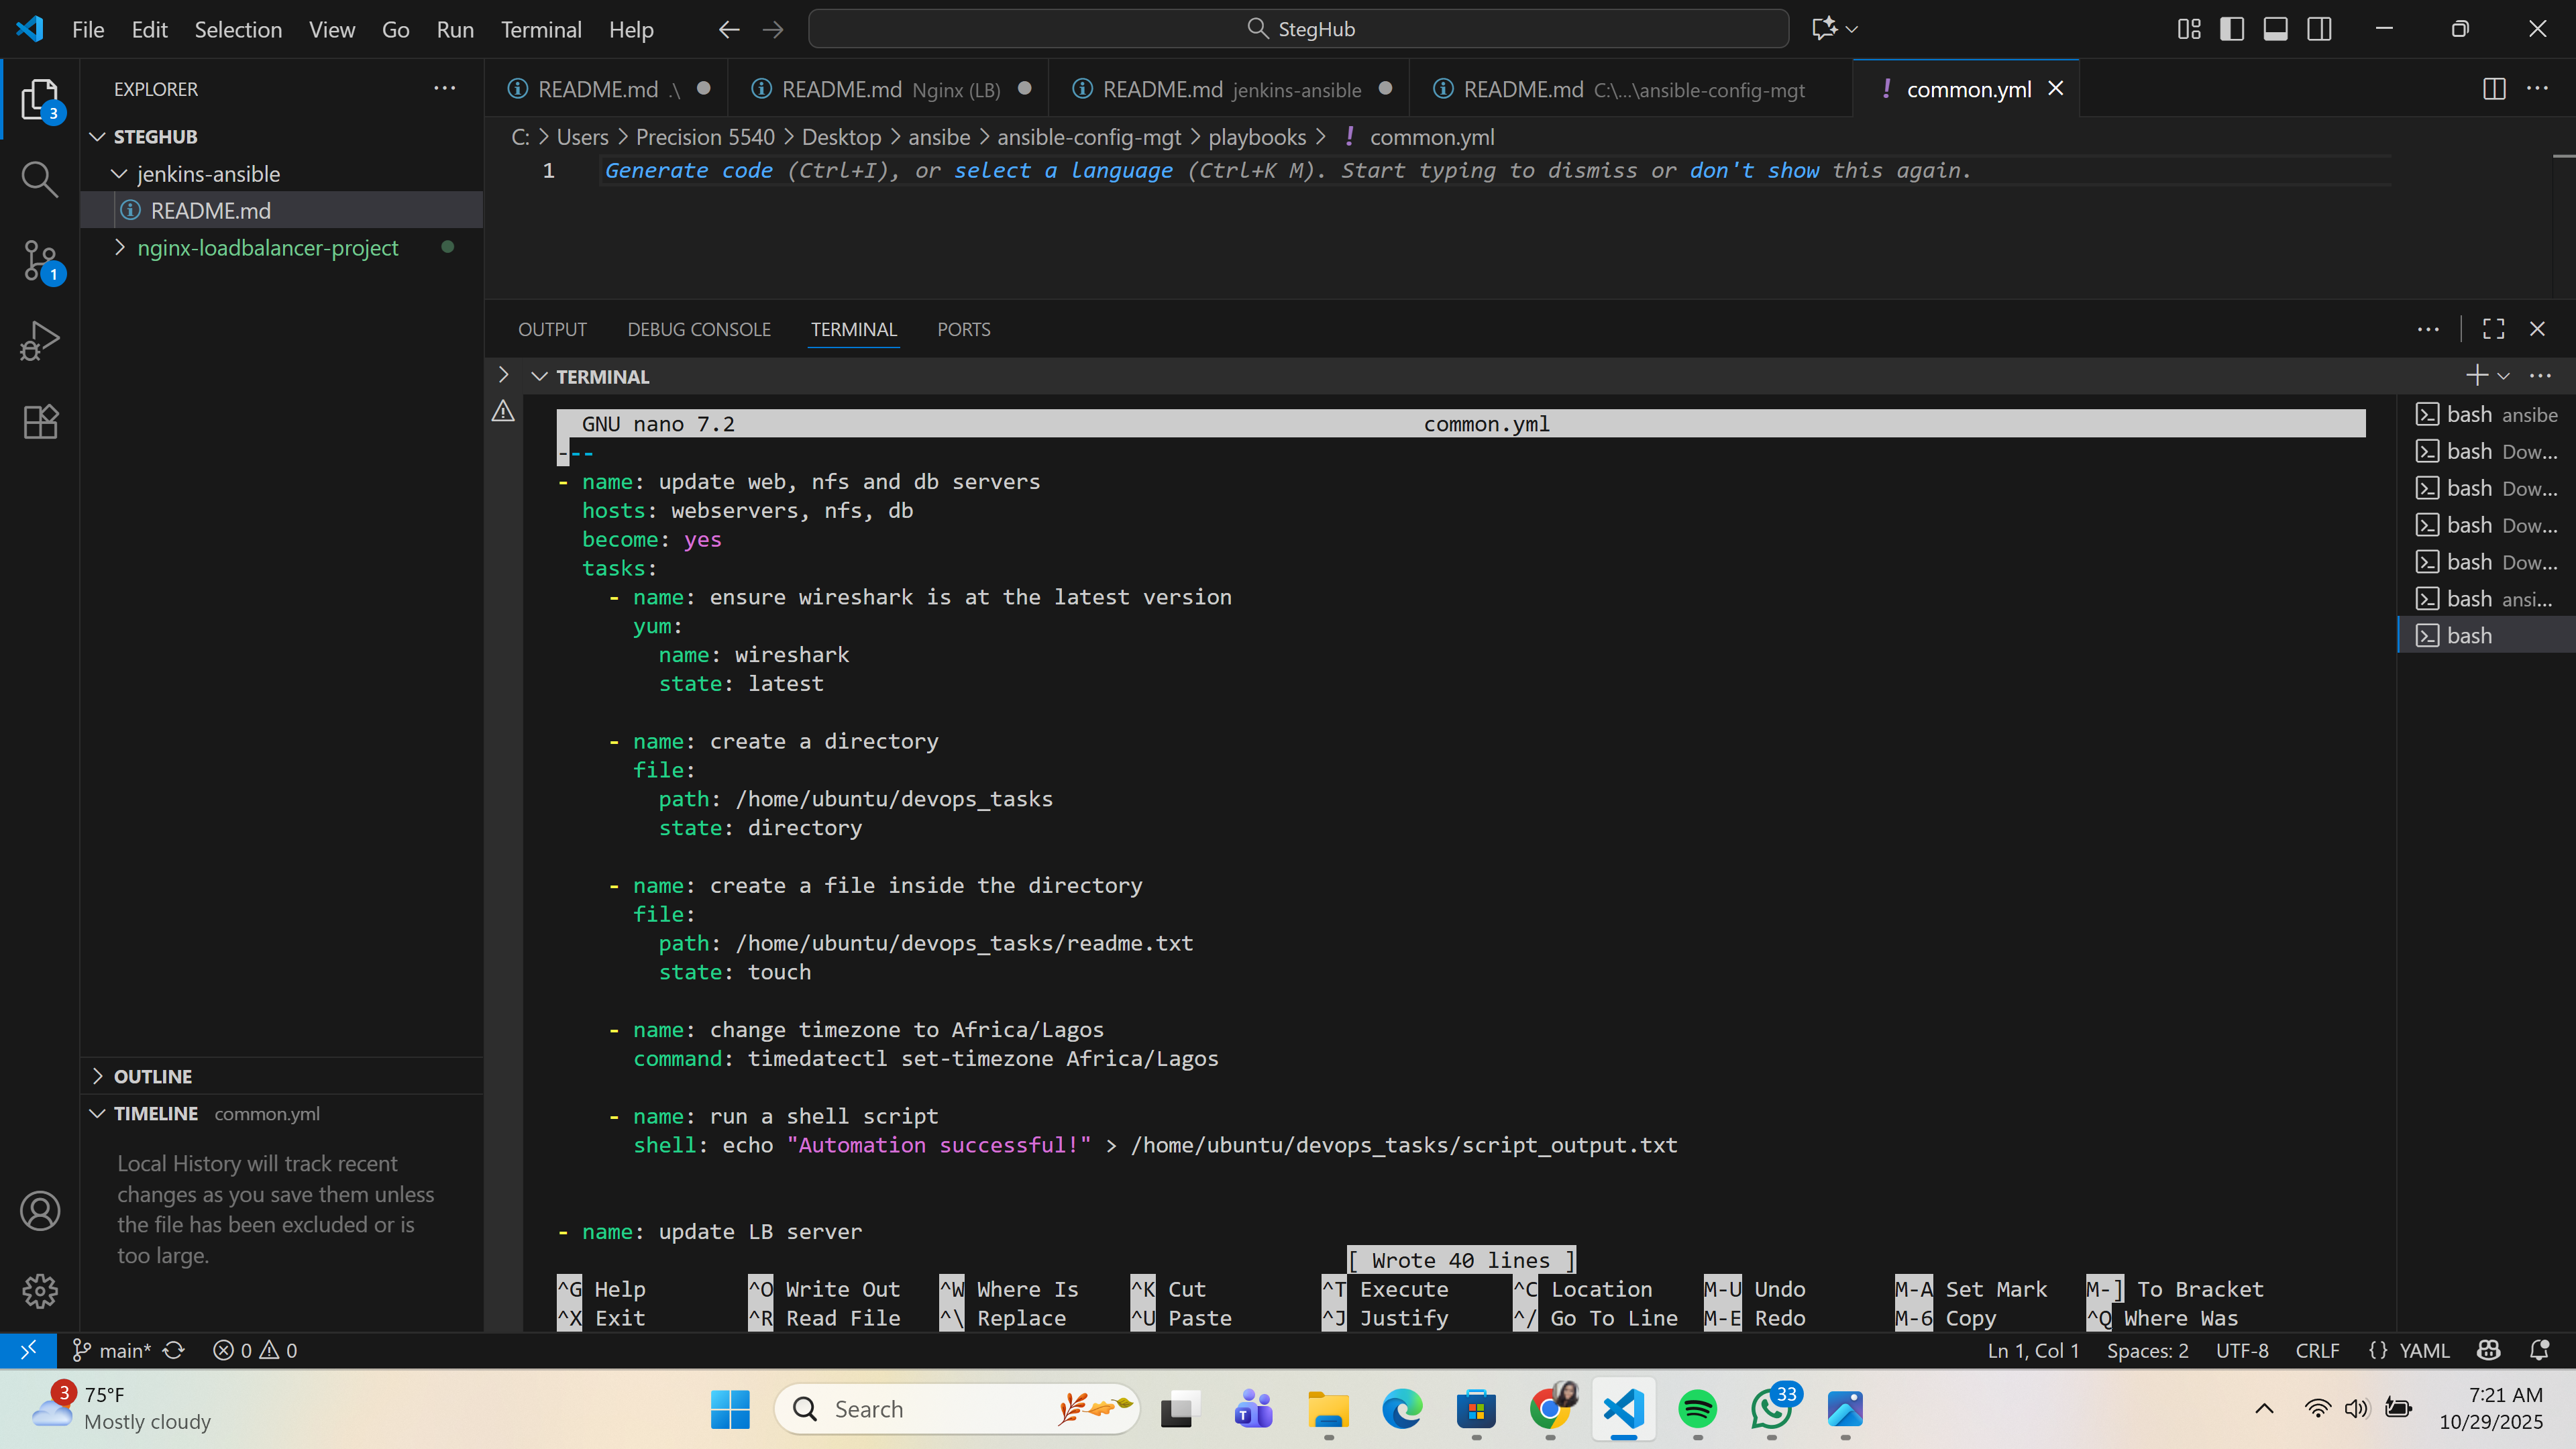 File Edit Selection View Go Run Terminal Help
StegHub
EXPLORER
3
STEGHUB
jenkins-ansible
README.md
nginx-loadbalancer-project
1
OUTLINE
TIMELINE common.yml
Local History will track recent
changes as you save them unless
the file has been excluded or is
too large.
README.md .\
README.md Nginx (LB)
README.md jenkins-ansible
README.md C:\...\ansible-config-mgt
! common.yml
C: > Users > Precision 5540 > Desktop > ansibe > ansible-config-mgt > playbooks > ! common.yml
1 Generate code (Ctrl+I), or select a language (Ctrl+K M). Start typing to dismiss or don't show this again.
OUTPUT DEBUG CONSOLE TERMINAL PORTS
TERMINAL
GNU nano 7.2 common.yml
---
- name: update web, nfs and db servers
hosts: webservers, nfs, db
become: yes
tasks:
- name: ensure wireshark is at the latest version
yum:
name: wireshark
state: latest
- name: create a directory
file:
path: /home/ubuntu/devops_tasks
state: directory
- name: create a file inside the directory
file:
path: /home/ubuntu/devops_tasks/readme.txt
state: touch
- name: change timezone to Africa/Lagos
command: timedatectl set-timezone Africa/Lagos
- name: run a shell script
shell: echo "Automation successful!" > /home/ubuntu/devops_tasks/script_output.txt
- name: update LB server
[ Wrote 40 lines ]
^G Help ^O Write Out ^W Where Is ^K Cut ^T Execute ^C Location M-U Undo M-A Set Mark M-] To Bracket
^X Exit ^R Read File ^\ Replace ^U Paste ^J Justify ^/ Go To Line M-E Redo M-6 Copy ^Q Where Was
bash ansibe
bash Dow...
bash Dow...
bash Dow...
bash Dow...
bash ansi...
bash
main* 0 0
Ln 1, Col 1 Spaces: 2 UTF-8 CRLF {} YAML
3
75°F
Mostly cloudy
Search
T
33
7:21 AM
10/29/2025